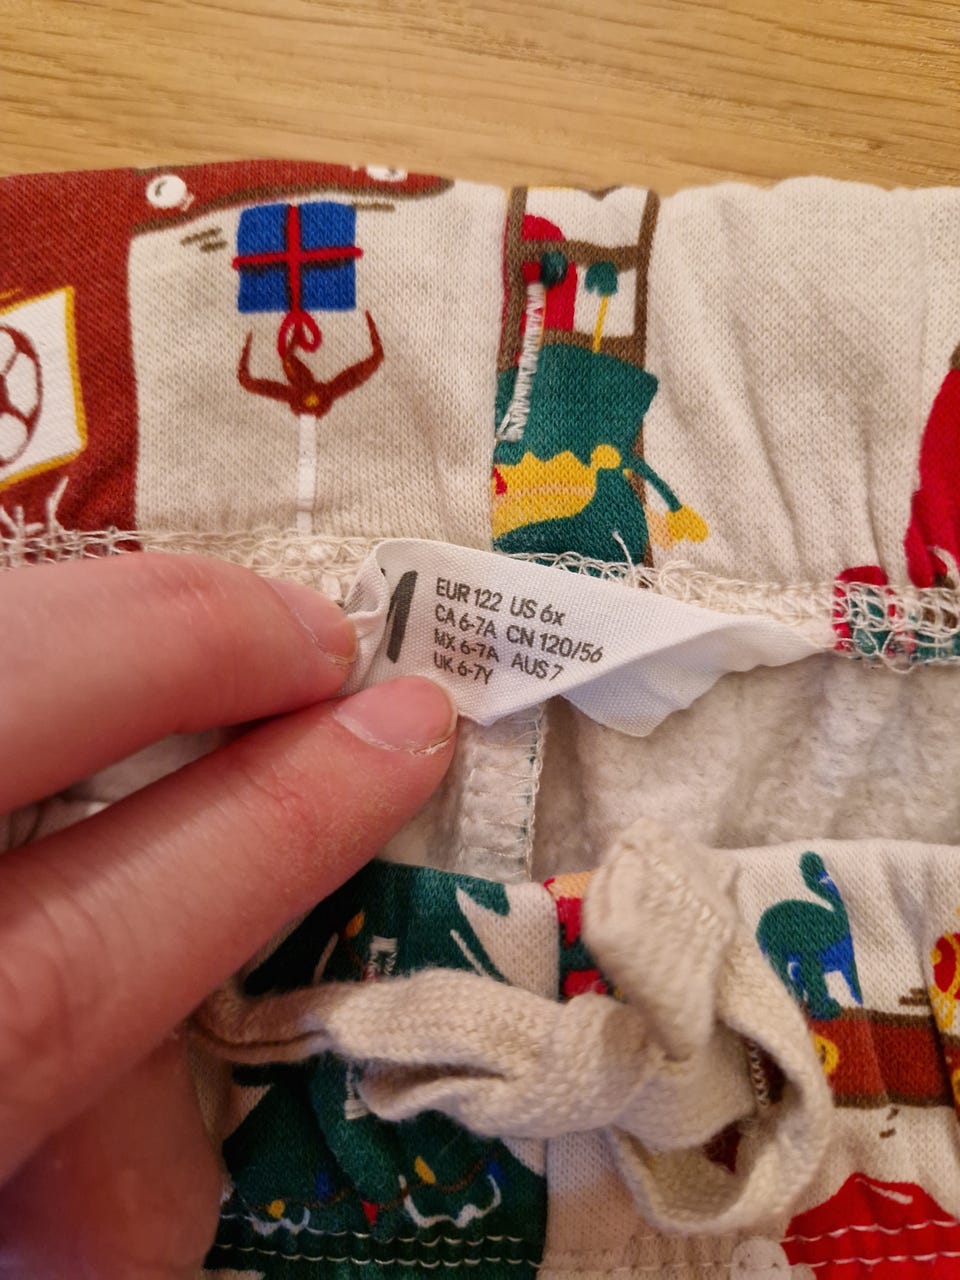 EUR 122 US 6x
CA 6-7A CN 120/56
MX 6-7A AUS 7
UK 6-7Y